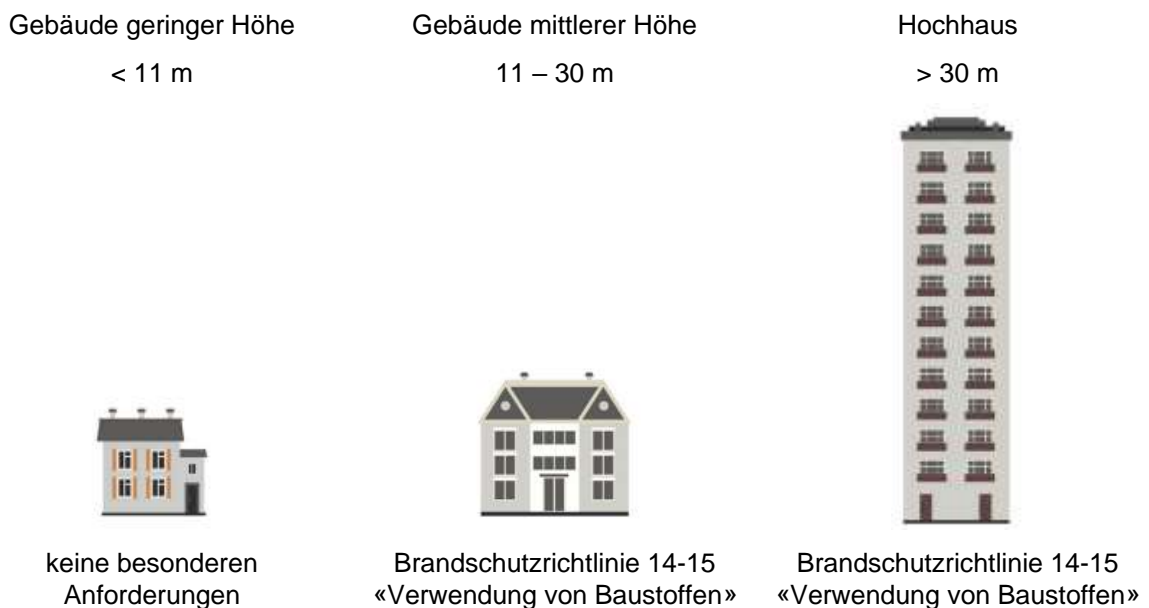 Gebäude geringer Höhe
< 11 m
keine besonderen
Anforderungen
Gebäude mittlerer Höhe
11 – 30 m
Brandschutzrichtlinie 14-15
«Verwendung von Baustoffen»
Hochhaus
> 30 m
Brandschutzrichtlinie 14-15
«Verwendung von Baustoffen»